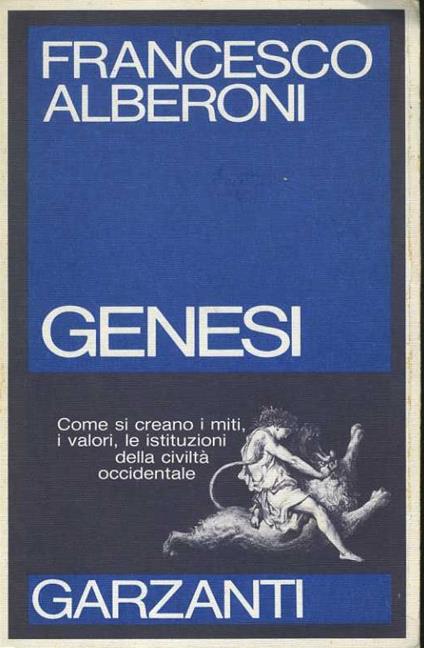 FRANCESCO
ALBERONI
GENESI
Come si creano i miti,
i valori, le istituzioni
della civiltà
occidentale
GARZANTI